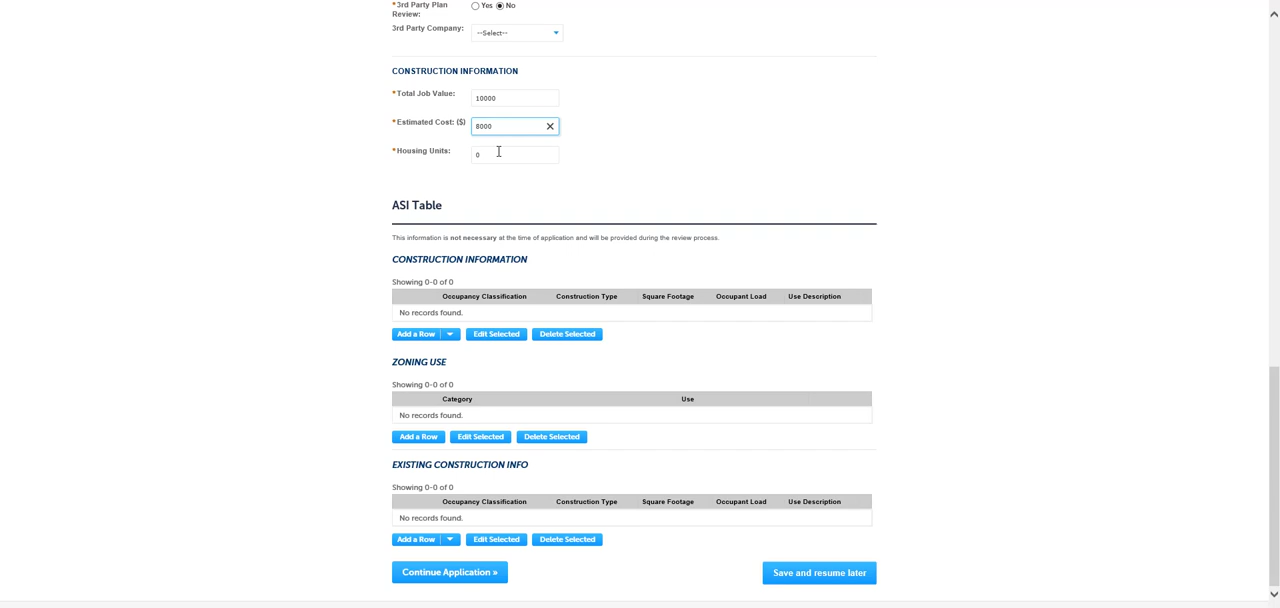 *3rd Party Plan Review: Yes No
3rd Party Company: --Select--
CONSTRUCTION INFORMATION
*Total Job Value: 10000
*Estimated Cost: ($) 8000
*Housing Units: 0
ASI Table
This information is not necessary at the time of application and will be provided during the review process.
CONSTRUCTION INFORMATION
Showing 0-0 of 0
Occupancy Classification Construction Type Square Footage Occupant Load Use Description
No records found.
Add a Row Edit Selected Delete Selected
ZONING USE
Showing 0-0 of 0
Category Use
No records found.
Add a Row Edit Selected Delete Selected
EXISTING CONSTRUCTION INFO
Showing 0-0 of 0
Occupancy Classification Construction Type Square Footage Occupant Load Use Description
No records found.
Add a Row Edit Selected Delete Selected
Continue Application » Save and resume later